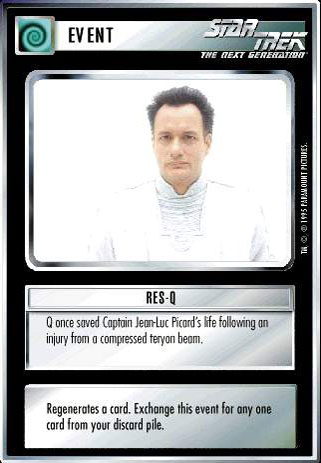 EVENT
STAR TREK
THE NEXT GENERATION
TM, © & © 1995 PARAMOUNT PICTURES.
RES-Q
Q once saved Captain Jean-Luc Picard's life following an
injury from a compressed teryon beam.
Regenerates a card. Exchange this event for any one
card from your discard pile.